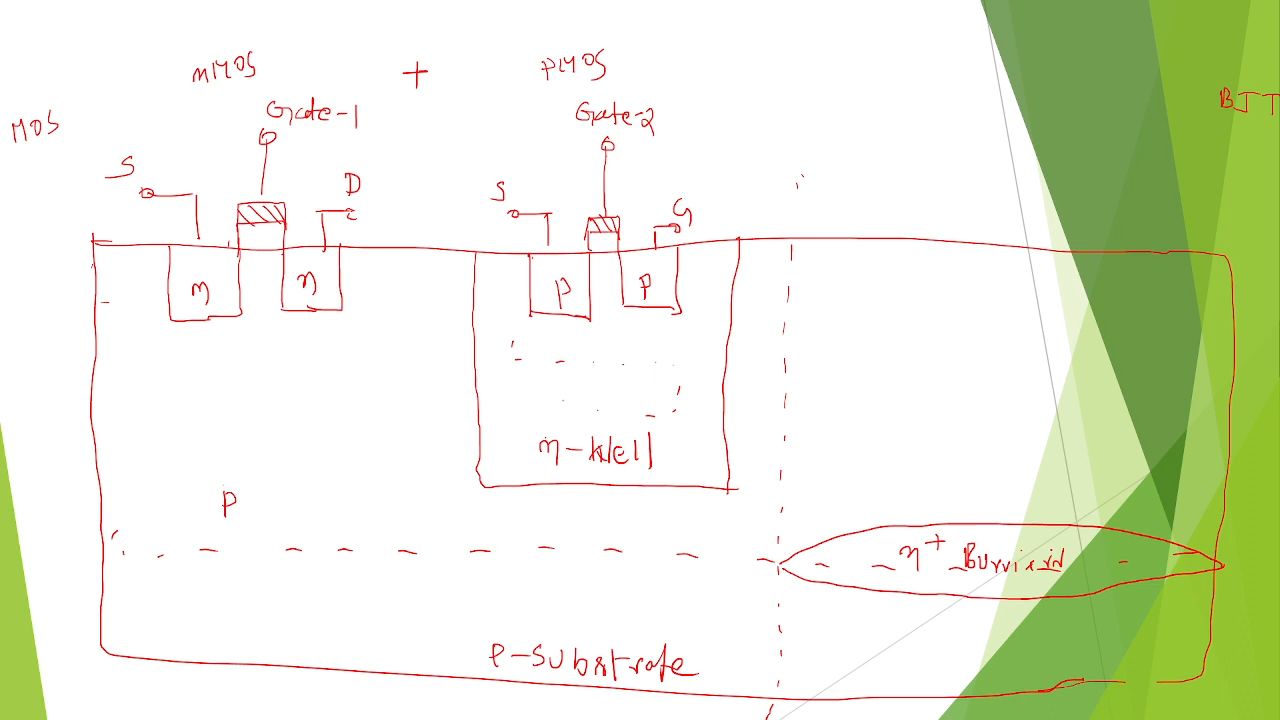 nMOS + PMOS
BJT
MOS
Gate-1
Gate-2
S
D
S
G
n
n
P
P
n-Well
P
n+ Burried
P-Substrate